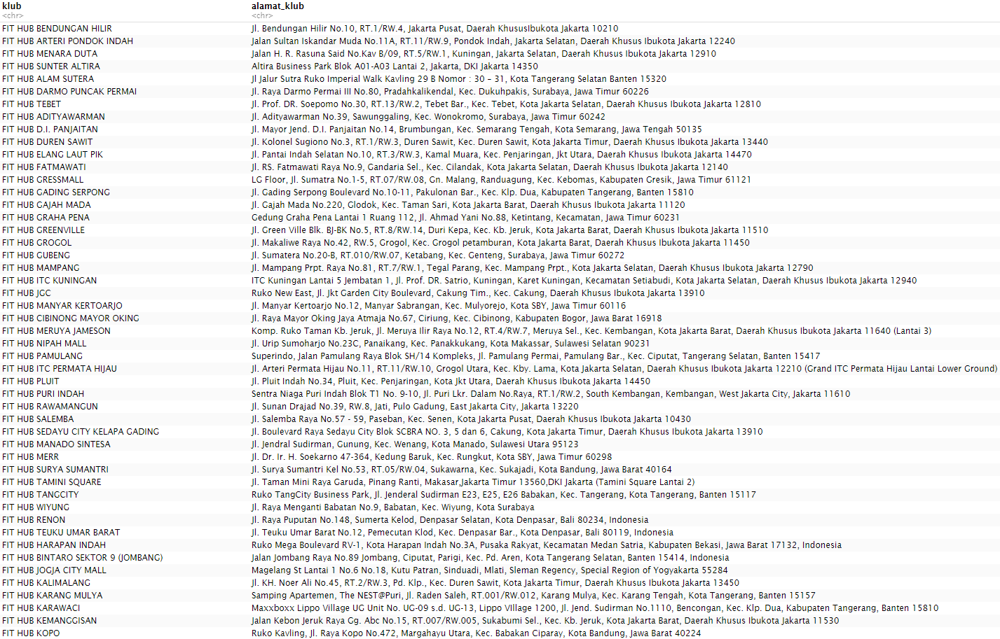 klub alamat_klub
<chr> <chr>
FIT HUB BENDUNGAN HILIR Jl. Bendungan Hilir No.10, RT.1/RW.4, Jakarta Pusat, Daerah KhususIbukota Jakarta 10210
FIT HUB ARTERI PONDOK INDAH Jalan Sultan Iskandar Muda No.11A, RT.11/RW.9, Pondok Indah, Jakarta Selatan, Daerah Khusus Ibukota Jakarta 12240
FIT HUB MENARA DUTA Jalan H. R. Rasuna Said No.Kav B/09, RT.5/RW.1, Kuningan, Jakarta Selatan, Daerah Khusus Ibukota Jakarta 12910
FIT HUB SUNTER ALTIRA Altira Business Park Blok A01-A03 Lantai 2, Jakarta, DKI Jakarta 14350
FIT HUB ALAM SUTERA Jl Jalur Sutra Ruko Imperial Walk Kavling 29 B Nomor : 30 – 31, Kota Tangerang Selatan Banten 15320
FIT HUB DARMO PUNCAK PERMAI Jl. Raya Darmo Permai III No.80, Pradahkalikendal, Kec. Dukuhpakis, Surabaya, Jawa Timur 60226
FIT HUB TEBET Jl. Prof. DR. Soepomo No.30, RT.13/RW.2, Tebet Bar., Kec. Tebet, Kota Jakarta Selatan, Daerah Khusus Ibukota Jakarta 12810
FIT HUB ADITYAWARMAN Jl. Adityawarman No.39, Sawunggaling, Kec. Wonokromo, Surabaya, Jawa Timur 60242
FIT HUB D.I. PANJAITAN Jl. Mayor Jend. D.I. Panjaitan No.14, Brumbungan, Kec. Semarang Tengah, Kota Semarang, Jawa Tengah 50135
FIT HUB DUREN SAWIT Jl. Kolonel Sugiono No.3, RT.1/RW.3, Duren Sawit, Kec. Duren Sawit, Kota Jakarta Timur, Daerah Khusus Ibukota Jakarta 13440
FIT HUB ELANG LAUT PIK Jl. Pantai Indah Selatan No.10, RT.3/RW.3, Kamal Muara, Kec. Penjaringan, Jkt Utara, Daerah Khusus Ibukota Jakarta 14470
FIT HUB FATMAWATI Jl. RS. Fatmawati Raya No.9, Gandaria Sel., Kec. Cilandak, Kota Jakarta Selatan, Daerah Khusus Ibukota Jakarta 12140
FIT HUB GRESSMALL LG Floor, Jl. Sumatra No.1-5, RT.07/RW.08, Gn. Malang, Randuagung, Kec. Kebomas, Kabupaten Gresik, Jawa Timur 61121
FIT HUB GADING SERPONG Jl. Gading Serpong Boulevard No.10-11, Pakulonan Bar., Kec. Klp. Dua, Kabupaten Tangerang, Banten 15810
FIT HUB GAJAH MADA Jl. Gajah Mada No.220, Glodok, Kec. Taman Sari, Kota Jakarta Barat, Daerah Khusus Ibukota Jakarta 11120
FIT HUB GRAHA PENA Gedung Graha Pena Lantai 1 Ruang 112, Jl. Ahmad Yani No.88, Ketintang, Kecamatan, Jawa Timur 60231
FIT HUB GREENVILLE Jl. Green Ville Blk. BJ-BK No.5, RT.8/RW.14, Duri Kepa, Kec. Kb. Jeruk, Kota Jakarta Barat, Daerah Khusus Ibukota Jakarta 11510
FIT HUB GROGOL Jl. Makaliwe Raya No.42, RW.5, Grogol, Kec. Grogol petamburan, Kota Jakarta Barat, Daerah Khusus Ibukota Jakarta 11450
FIT HUB GUBENG Jl. Sumatera No.20-B, RT.010/RW.07, Ketabang, Kec. Genteng, Surabaya, Jawa Timur 60272
FIT HUB MAMPANG Jl. Mampang Prpt. Raya No.81, RT.7/RW.1, Tegal Parang, Kec. Mampang Prpt., Kota Jakarta Selatan, Daerah Khusus Ibukota Jakarta 12790
FIT HUB ITC KUNINGAN ITC Kuningan Lantai 5 Jembatan 1, Jl. Prof. DR. Satrio, Kuningan, Karet Kuningan, Kecamatan Setiabudi, Kota Jakarta Selatan, Daerah Khusus Ibukota Jakarta 12940
FIT HUB JGC Ruko New East, Jl. Jkt Garden City Boulevard, Cakung Tim., Kec. Cakung, Daerah Khusus Ibukota Jakarta 13910
FIT HUB MANYAR KERTOARJO Jl. Manyar Kertoarjo No.12, Manyar Sabrangan, Kec. Mulyorejo, Kota SBY, Jawa Timur 60116
FIT HUB CIBINONG MAYOR OKING Jl. Raya Mayor Oking Jaya Atmaja No.67, Ciriung, Kec. Cibinong, Kabupaten Bogor, Jawa Barat 16918
FIT HUB MERUYA JAMESON Komp. Ruko Taman Kb. Jeruk, Jl. Meruya Ilir Raya No.12, RT.4/RW.7, Meruya Sel., Kec. Kembangan, Kota Jakarta Barat, Daerah Khusus Ibukota Jakarta 11640 (Lantai 3)
FIT HUB NIPAH MALL Jl. Urip Sumoharjo No.23C, Panaikang, Kec. Panakkukang, Kota Makassar, Sulawesi Selatan 90231
FIT HUB PAMULANG Superindo, Jalan Pamulang Raya Blok SH/14 Kompleks, Jl. Pamulang Permai, Pamulang Bar., Kec. Ciputat, Tangerang Selatan, Banten 15417
FIT HUB ITC PERMATA HIJAU Jl. Arteri Permata Hijau No.11, RT.11/RW.10, Grogol Utara, Kec. Kby. Lama, Kota Jakarta Selatan, Daerah Khusus Ibukota Jakarta 12210 (Grand ITC Permata Hijau Lantai Lower Ground)
FIT HUB PLUIT Jl. Pluit Indah No.34, Pluit, Kec. Penjaringan, Kota Jkt Utara, Daerah Khusus Ibukota Jakarta 14450
FIT HUB PURI INDAH Sentra Niaga Puri Indah Blok T1 No. 9-10, Jl. Puri Lkr. Dalam No.Raya, RT.1/RW.2, South Kembangan, Kembangan, West Jakarta City, Jakarta 11610
FIT HUB RAWAMANGUN Jl. Sunan Drajad No.39, RW.8, Jati, Pulo Gadung, East Jakarta City, Jakarta 13220
FIT HUB SALEMBA Jl. Salemba Raya No.57 - 59, Paseban, Kec. Senen, Kota Jakarta Pusat, Daerah Khusus Ibukota Jakarta 10430
FIT HUB SEDAYU CITY KELAPA GADING Jl. Boulevard Raya Sedayu City Blok SCBRA NO. 3, 5 dan 6, Cakung, Kota Jakarta Timur, Daerah Khusus Ibukota Jakarta 13910
FIT HUB MANADO SINTESA Jl. Jendral Sudirman, Gunung, Kec. Wenang, Kota Manado, Sulawesi Utara 95123
FIT HUB MERR Jl. Dr. Ir. H. Soekarno 47-364, Kedung Baruk, Kec. Rungkut, Kota SBY, Jawa Timur 60298
FIT HUB SURYA SUMANTRI Jl. Surya Sumantri Kel No.53, RT.05/RW.04, Sukawarna, Kec. Sukajadi, Kota Bandung, Jawa Barat 40164
FIT HUB TAMINI SQUARE Jl. Taman Mini Raya Garuda, Pinang Ranti, Makasar,Jakarta Timur 13560,DKI Jakarta (Tamini Square Lantai 2)
FIT HUB TANGCITY Ruko TangCity Business Park, Jl. Jenderal Sudirman E23, E25, E26 Babakan, Kec. Tangerang, Kota Tangerang, Banten 15117
FIT HUB WIYUNG Jl. Raya Menganti Babatan No.9, Babatan, Kec. Wiyung, Kota Surabaya
FIT HUB RENON Jl. Raya Puputan No.148, Sumerta Kelod, Denpasar Selatan, Kota Denpasar, Bali 80234, Indonesia
FIT HUB TEUKU UMAR BARAT Jl. Teuku Umar Barat No.12, Pemecutan Klod, Kec. Denpasar Bar., Kota Denpasar, Bali 80119, Indonesia
FIT HUB HARAPAN INDAH Ruko Mega Boulevard RV-1, Kota Harapan Indah No.3A, Pusaka Rakyat, Kecamatan Medan Satria, Kabupaten Bekasi, Jawa Barat 17132, Indonesia
FIT HUB BINTARO SEKTOR 9 (JOMBANG) Jalan Jombang Raya No.89 Jombang, Ciputat, Parigi, Kec. Pd. Aren, Kota Tangerang Selatan, Banten 15414, Indonesia
FIT HUB JOGJA CITY MALL Magelang St Lantai 1 No.6 No.18, Kutu Patran, Sinduadi, Mlati, Sleman Regency, Special Region of Yogyakarta 55284
FIT HUB KALIMALANG Jl. KH. Noer Ali No.45, RT.2/RW.3, Pd. Klp., Kec. Duren Sawit, Kota Jakarta Timur, Daerah Khusus Ibukota Jakarta 13450
FIT HUB KARANG MULYA Samping Apartemen, The NEST@Puri, Jl. Raden Saleh, RT.001/RW.012, Karang Mulya, Kec. Karang Tengah, Kota Tangerang, Banten 15157
FIT HUB KARAWACI Maxxboxx Lippo Village UG Unit No. UG-09 s.d. UG-13, Lippo VIllage 1200, Jl. Jend. Sudirman No.1110, Bencongan, Kec. Klp. Dua, Kabupaten Tangerang, Banten 15810
FIT HUB KEMANGGISAN Jalan Kebon Jeruk Raya Gg. Abc No.15, RT.007/RW.005, Sukabumi Sel., Kec. Kb. Jeruk, Kota Jakarta Barat, Daerah Khusus Ibukota Jakarta 11530
FIT HUB KOPO Ruko Kavling, Jl. Raya Kopo No.472, Margahayu Utara, Kec. Babakan Ciparay, Kota Bandung, Jawa Barat 40224